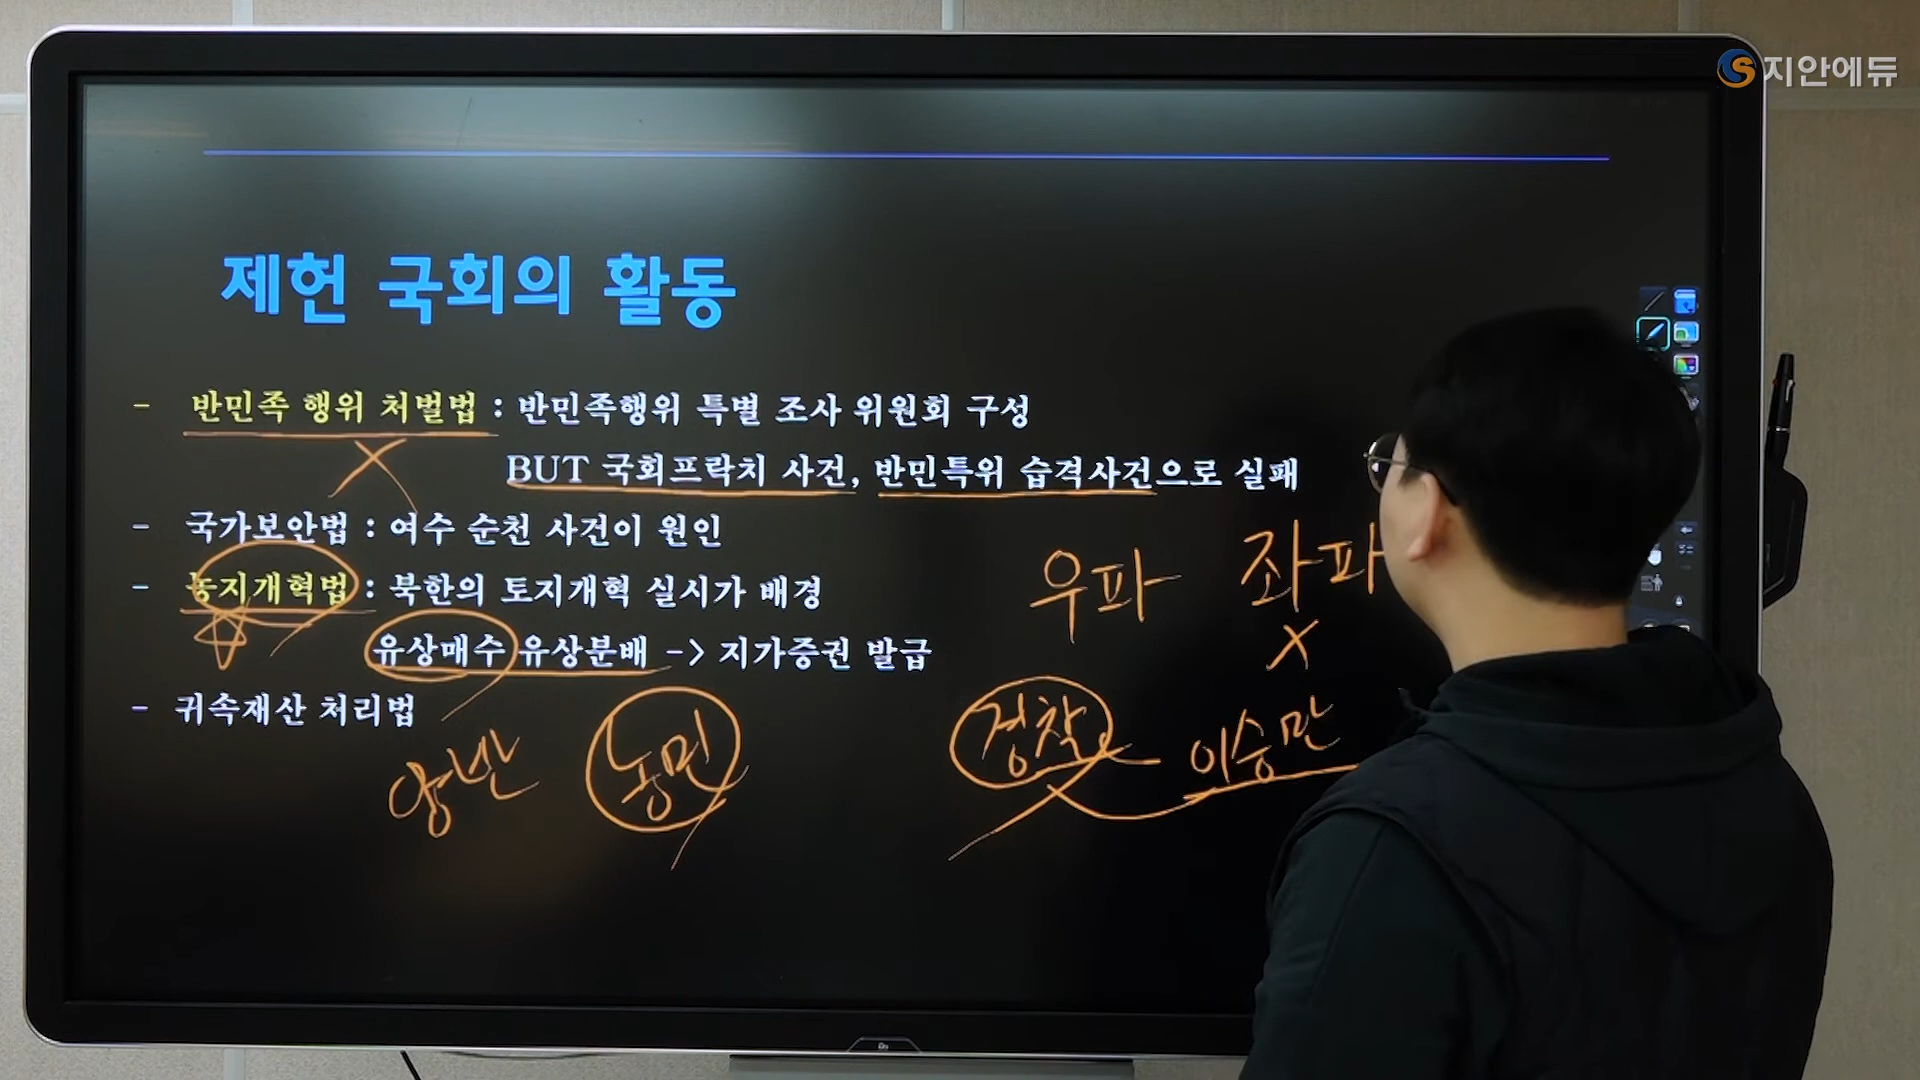 지안에듀
제헌 국회의 활동
- 반민족 행위 처벌법 : 반민족행위 특별 조사 위원회 구성
BUT 국회프락치 사건, 반민특위 습격사건으로 실패
- 국가보안법 : 여수 순천 사건이 원인
- 농지개혁법 : 북한의 토지개혁 실시가 배경
유상매수 유상분배 -> 지가증권 발급
- 귀속재산 처리법
우파 좌파
X
경찰 이승만
양반 농민